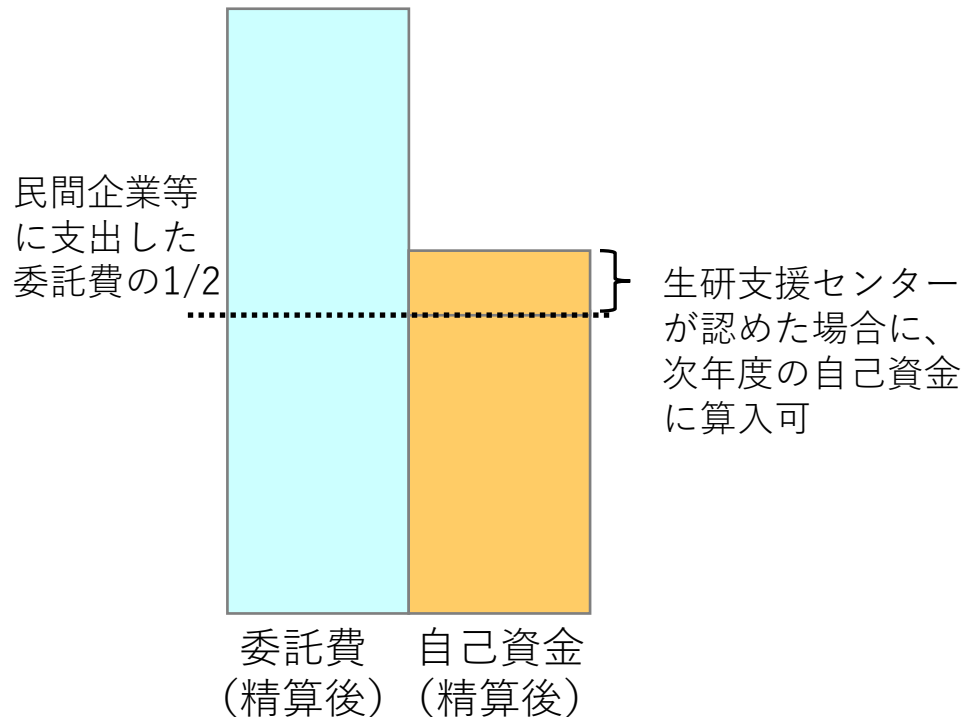 民間企業等
に支出した
委託費の1/2
生研支援センター
が認めた場合に、
次年度の自己資金
に算入可
委託費
(精算後)
自己資金
(精算後)